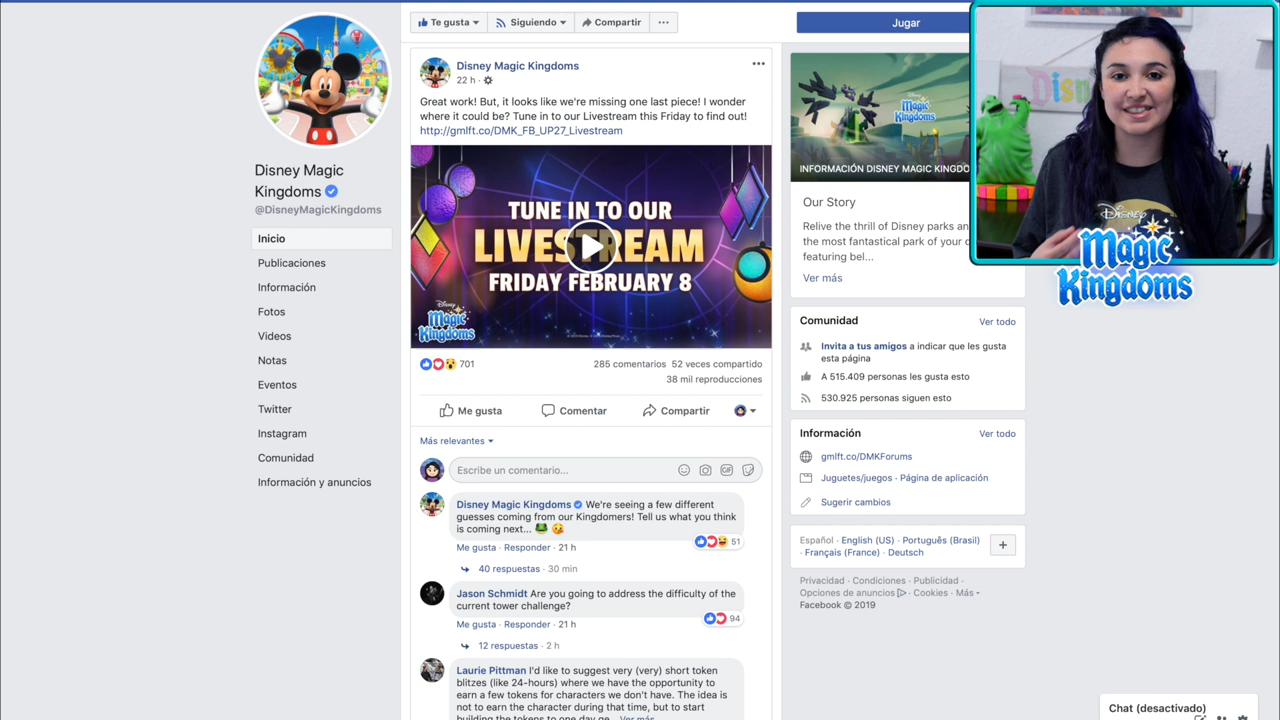 Te gusta
Siguiendo
Compartir
Jugar
Disney Magic
Kingdoms
@DisneyMagicKingdoms
Inicio
Publicaciones
Información
Fotos
Videos
Notas
Eventos
Twitter
Instagram
Comunidad
Información y anuncios
Disney Magic Kingdoms
22 h ·
Great work! But, it looks like we're missing one last piece! I wonder
where it could be? Tune in to our Livestream this Friday to find out!
http://gmlft.co/DMK_FB_UP27_Livestream
TUNE IN TO OUR
LIVESTREAM
FRIDAY FEBRUARY 8
Disney
Magic
Kingdoms
701
285 comentarios 52 veces compartido
38 mil reproducciones
Me gusta
Comentar
Compartir
Más relevantes
Escribe un comentario...
GIF
Disney Magic Kingdoms We're seeing a few different
guesses coming from our Kingdomers! Tell us what you think
is coming next...
51
Me gusta · Responder · 21 h
40 respuestas · 30 min
Jason Schmidt Are you going to address the difficulty of the
current tower challenge?
94
Me gusta · Responder · 21 h
12 respuestas · 2 h
Laurie Pittman I'd like to suggest very (very) short token
blitzes (like 24-hours) where we have the opportunity to
earn a few tokens for characters we don't have. The idea is
not to earn the character during that time, but to start
building the tokens to one day ge... Ver más
Magic
Kingdoms
INFORMACIÓN DISNEY MAGIC KINGDO
Our Story
Relive the thrill of Disney parks an
the most fantastical park of your
featuring bel...
Ver más
Comunidad
Ver todo
Invita a tus amigos a indicar que les gusta
esta página
A 515.409 personas les gusta esto
530.925 personas siguen esto
Información
Ver todo
gmlft.co/DMKForums
Juguetes/juegos · Página de aplicación
Sugerir cambios
Español · English (US) · Português (Brasil)
· Français (France) · Deutsch
Privacidad · Condiciones · Publicidad ·
Opciones de anuncios · Cookies · Más
Facebook © 2019
Disn
Disney
Magic
Kingdoms
Chat (desactivado)